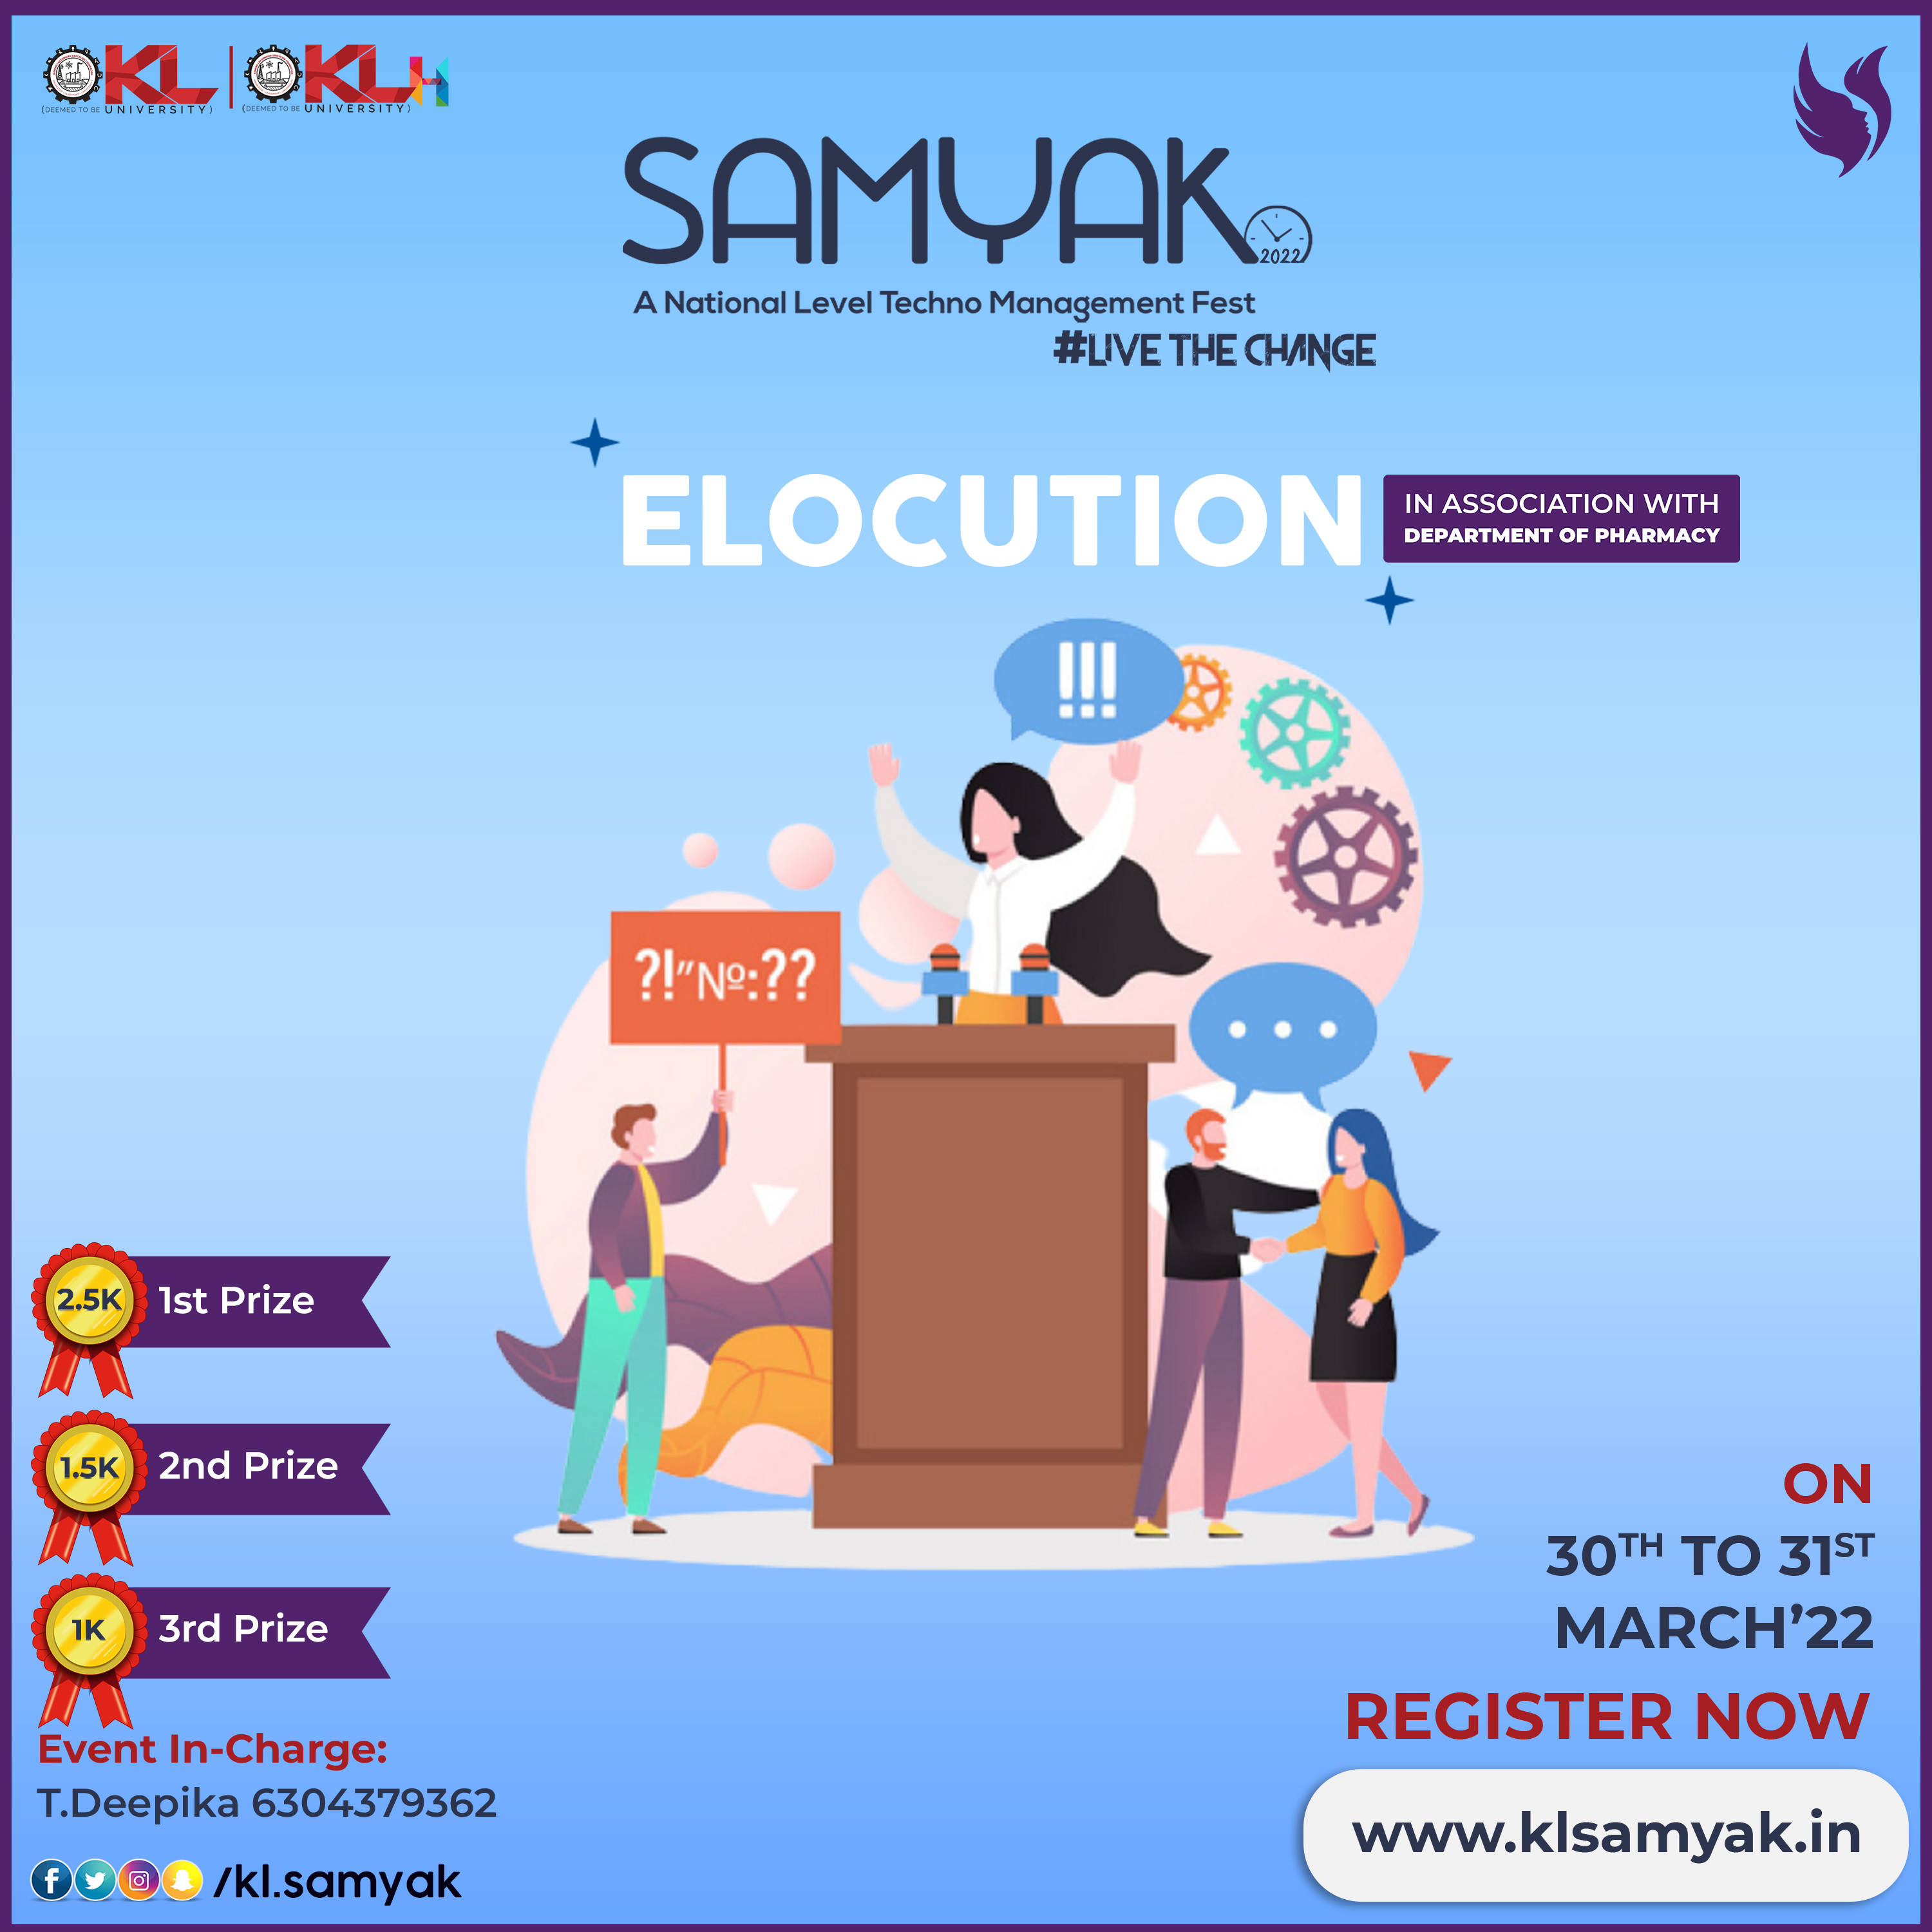 KL | KLH
(DEEMED TO BE UNIVERSITY) (DEEMED TO BE UNIVERSITY)
SAMYAK
2022
A National Level Techno Management Fest
#LIVE THE CHANGE
ELOCUTION
IN ASSOCIATION WITH
DEPARTMENT OF PHARMACY
!!!
?!"№:??
2.5K 1st Prize
1.5K 2nd Prize
1K 3rd Prize
Event In-Charge:
T.Deepika 6304379362
/kl.samyak
ON
30TH TO 31ST
MARCH'22
REGISTER NOW
www.klsamyak.in